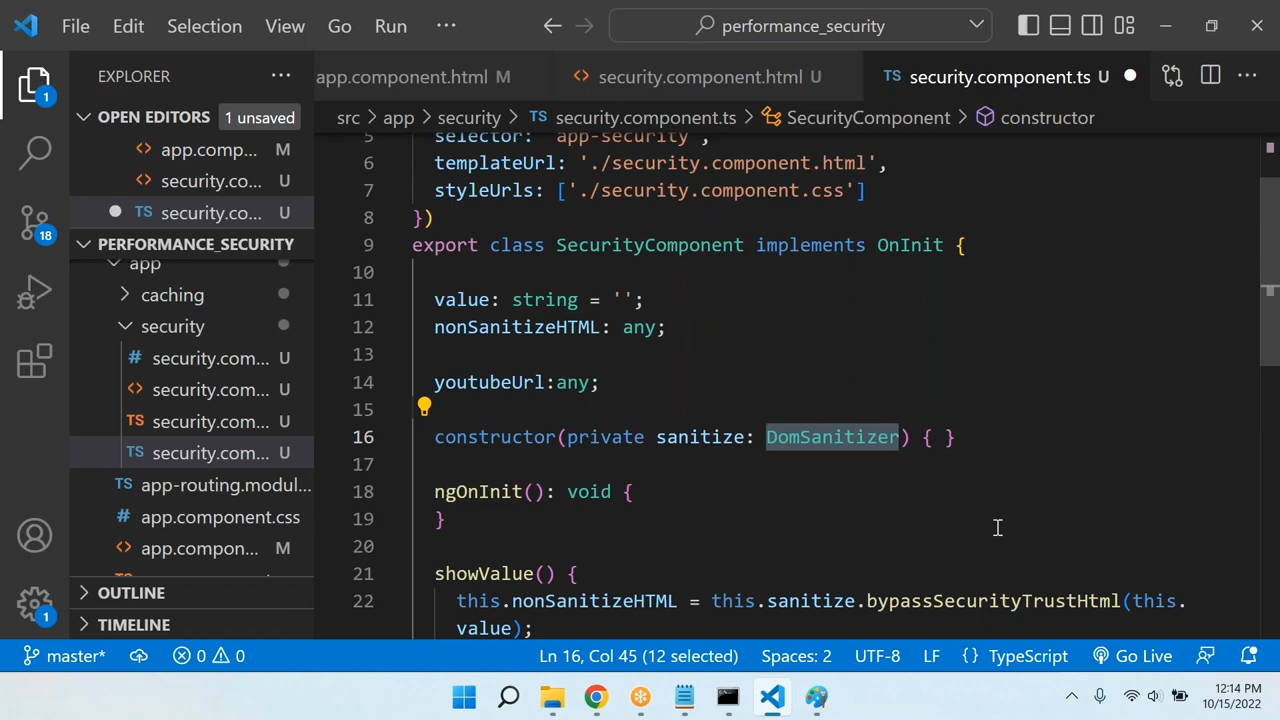 File Edit Selection View Go Run ··· performance_security
EXPLORER ···
app.component.html M security.component.html U TS security.component.ts U ···
OPEN EDITORS 1 unsaved
src > app > security > TS security.component.ts > SecurityComponent > constructor
app.comp... M
security.co... U
TS security.co... U
PERFORMANCE_SECURITY
app
caching
security
# security.com... U
security.com... U
TS security.com... U
TS security.com... U
TS app-routing.modul...
# app.component.css
app.compon... M
OUTLINE
TIMELINE
1
18
1
5 selector: 'app-security',
6 templateUrl: './security.component.html',
7 styleUrls: ['./security.component.css']
8 })
9 export class SecurityComponent implements OnInit {
10
11 value: string = '';
12 nonSanitizeHTML: any;
13
14 youtubeUrl:any;
15
16 constructor(private sanitize: DomSanitizer) { }
17
18 ngOnInit(): void {
19 }
20
21 showValue() {
22 this.nonSanitizeHTML = this.sanitize.bypassSecurityTrustHtml(this.
value);
master* 0 0 Ln 16, Col 45 (12 selected) Spaces: 2 UTF-8 LF {} TypeScript Go Live
12:14 PM
10/15/2022